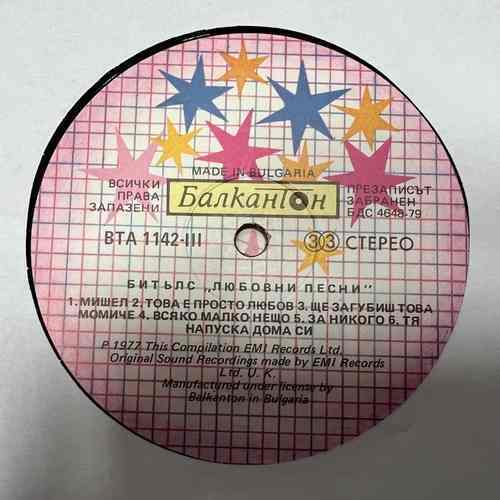 MADE IN BULGARIA
ВСИЧКИ
ПРАВА
ЗАПАЗЕНИ
Балкантон
ПРЕЗАПИСЪТ
ЗАБРАНЕН
БДС 4648-79
ВТА 1142-III
33 СТЕРЕО
БИТЪЛС „ЛЮБОВНИ ПЕСНИ"
1. МИШЕЛ 2. ТОВА Е ПРОСТО ЛЮБОВ 3. ЩЕ ЗАГУБИШ ТОВА
МОМИЧЕ 4. ВСЯКО МАЛКО НЕЩО 5. ЗА НИКОГО 6. ТЯ
НАПУСКА ДОМА СИ
P 1977 This Compilation EMI Records Ltd.
Original Sound Recordings made by EMI Records
Ltd. U. K.
Manufactured under license by
Balkanton in Bulgaria